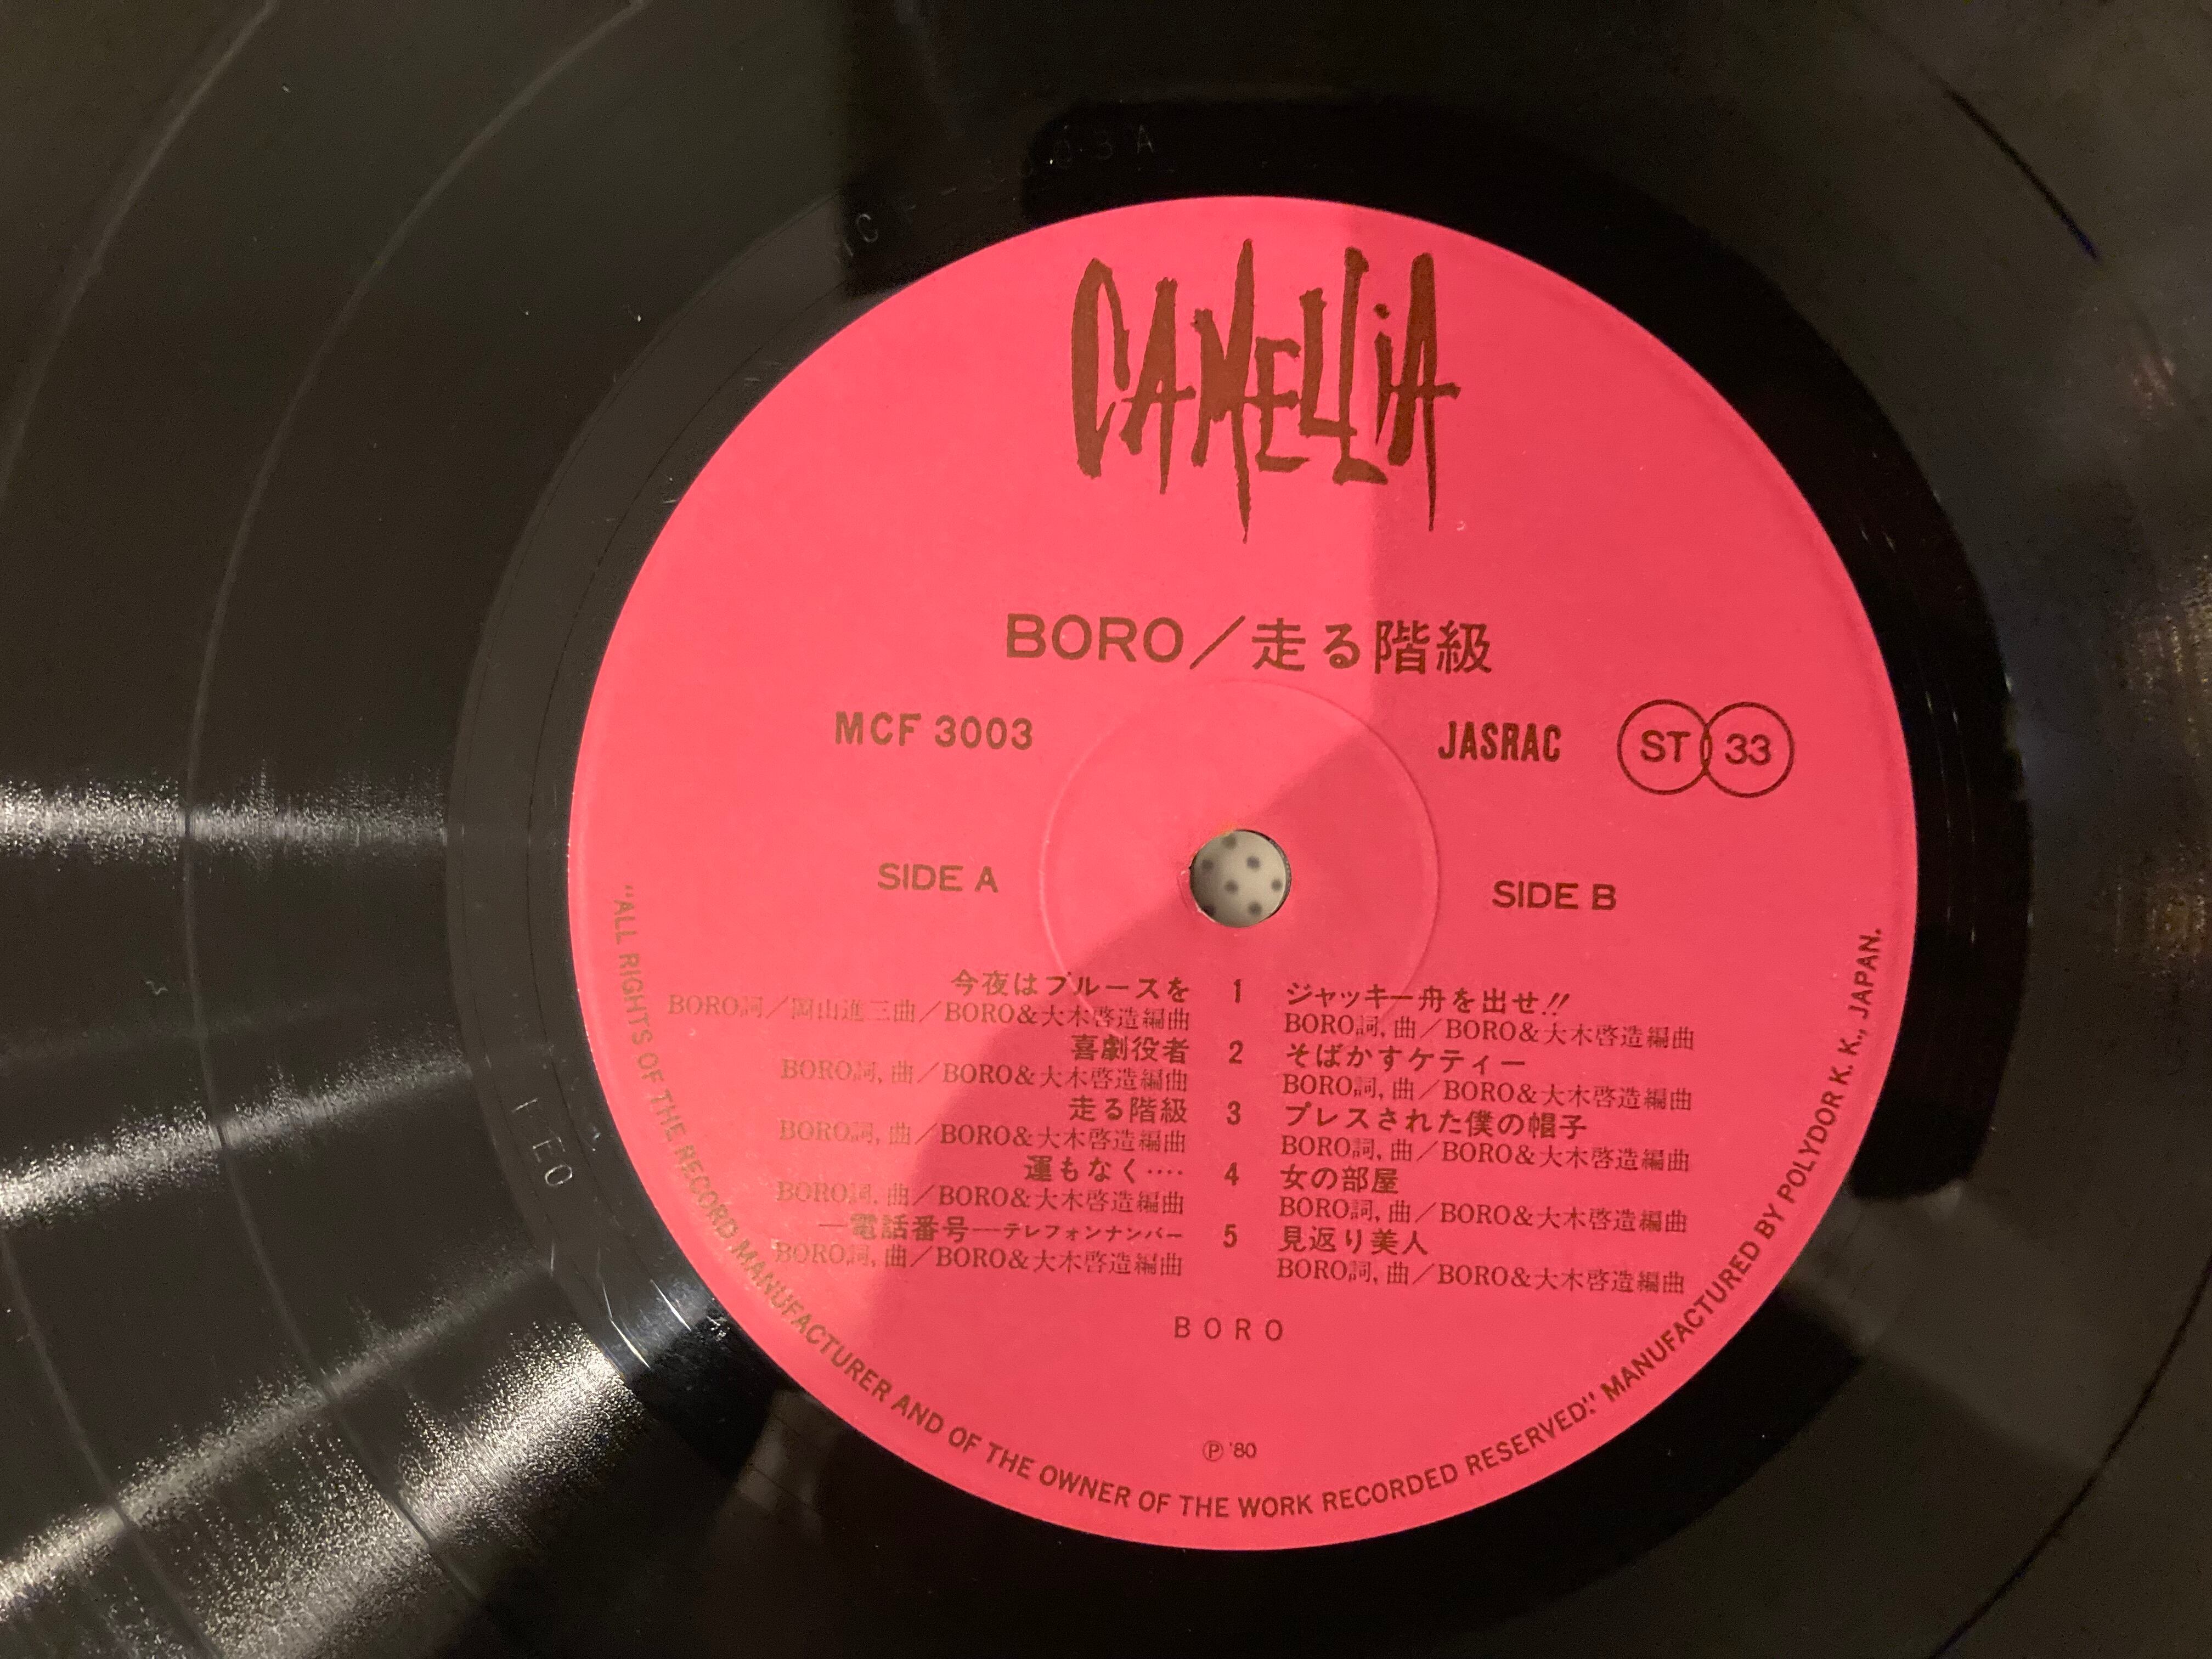 CAMELLiA
BORO／走る階級
MCF 3003
JASRAC
ST 33
SIDE A
SIDE B
今夜はブルースを 1 ジャッキー舟を出せ!!
BORO詞／岡山進三曲／BORO&大木啓造編曲 BORO詞,曲／BORO&大木啓造編曲
喜劇役者 2 そばかすケティー
BORO詞,曲／BORO&大木啓造編曲 BORO詞,曲／BORO&大木啓造編曲
走る階級 3 プレスされた僕の帽子
BORO詞,曲／BORO&大木啓造編曲 BORO詞,曲／BORO&大木啓造編曲
運もなく‥‥ 4 女の部屋
BORO詞,曲／BORO&大木啓造編曲 BORO詞,曲／BORO&大木啓造編曲
—電話番号—テレフォンナンバー 5 見返り美人
BORO詞,曲／BORO&大木啓造編曲 BORO詞,曲／BORO&大木啓造編曲
BORO
Ⓟ '80
"ALL RIGHTS OF THE RECORD MANUFACTURER AND OF THE OWNER OF THE WORK RECORDED RESERVED." MANUFACTURED BY POLYDOR K. K., JAPAN.